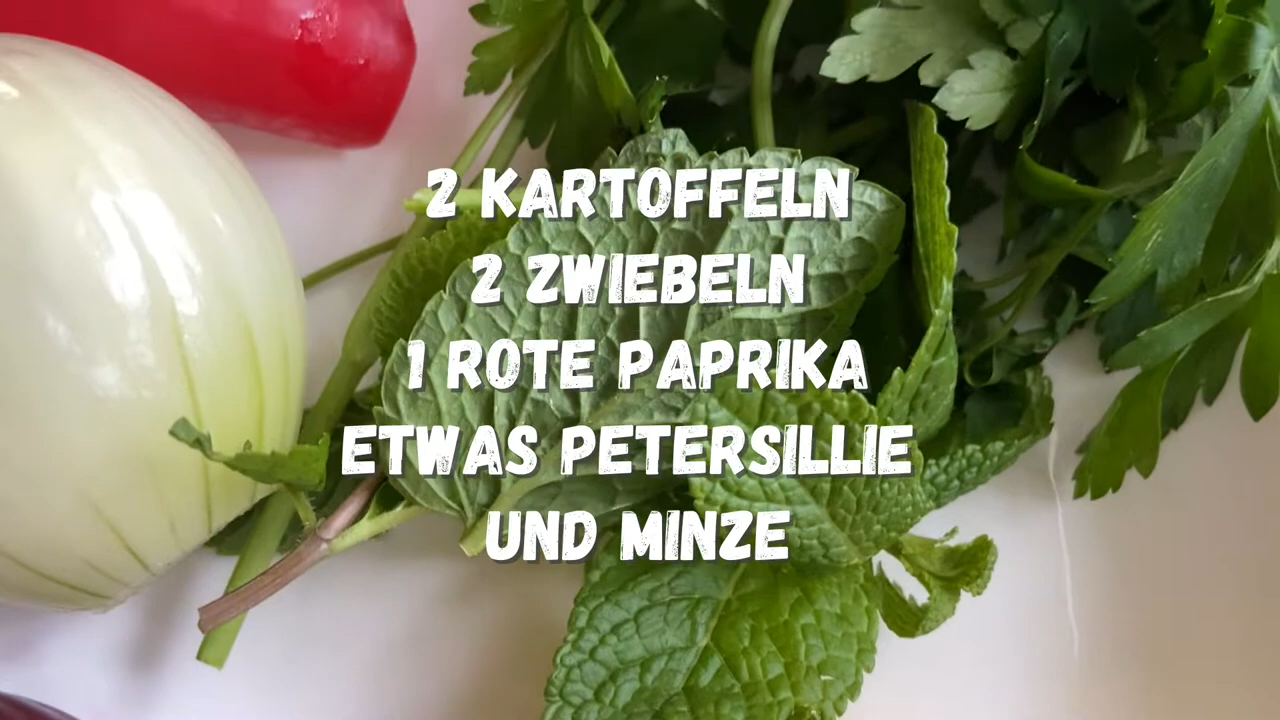 2 KARTOFFELN
2 ZWIEBELN
1 ROTE PAPRIKA
ETWAS PETERSILLIE
UND MINZE